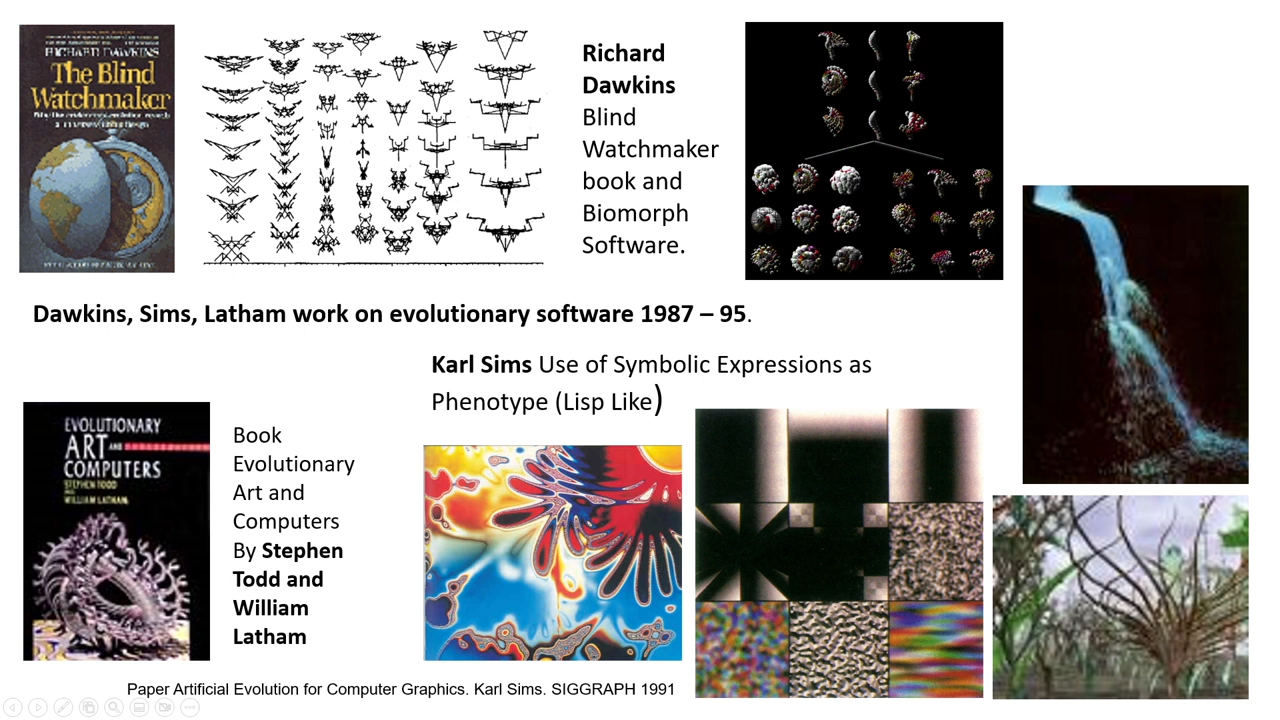 RICHARD DAWKINS
The Blind
Watchmaker
Richard
Dawkins
Blind
Watchmaker
book and
Biomorph
Software.
Dawkins, Sims, Latham work on evolutionary software 1987 – 95.
Karl Sims Use of Symbolic Expressions as
Phenotype (Lisp Like)
EVOLUTIONARY
ART AND
COMPUTERS
STEPHEN TODD
AND
WILLIAM LATHAM
Book
Evolutionary
Art and
Computers
By Stephen
Todd and
William
Latham
Paper Artificial Evolution for Computer Graphics. Karl Sims. SIGGRAPH 1991